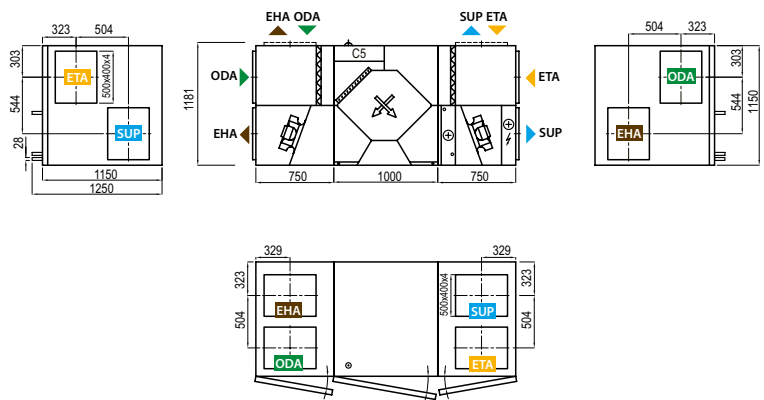 EHA ODA
SUP ETA
323
504
303
544
28
ETA
500x400x4
SUP
1150
1250
1181
C5
ODA
EHA
ETA
SUP
750
1000
750
504
323
ODA
EHA
303
544
1150
329
323
504
EHA
ODA
329
323
504
500x400x4
SUP
ETA